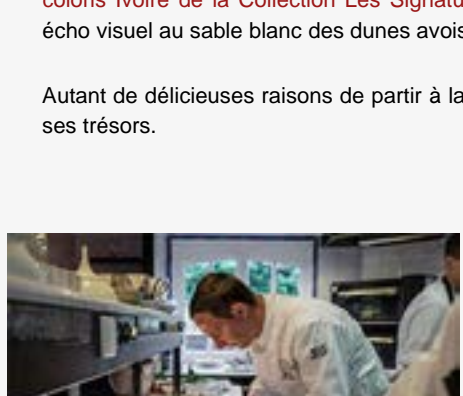 coloris Ivoire de la Collection Les Signatu
écho visuel au sable blanc des dunes avois
Autant de délicieuses raisons de partir à la
ses trésors.